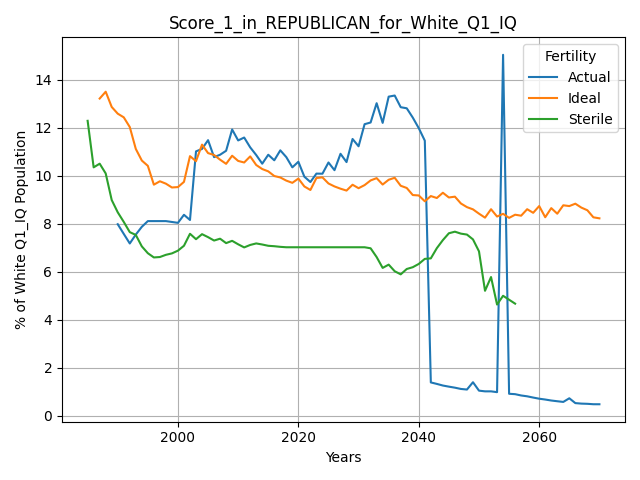 Score_1_in_REPUBLICAN_for_White_Q1_IQ
Fertility
Actual
Ideal
Sterile
% of White Q1_IQ Population
14
12
10
8
6
4
2
0
2000 2020 2040 2060
Years